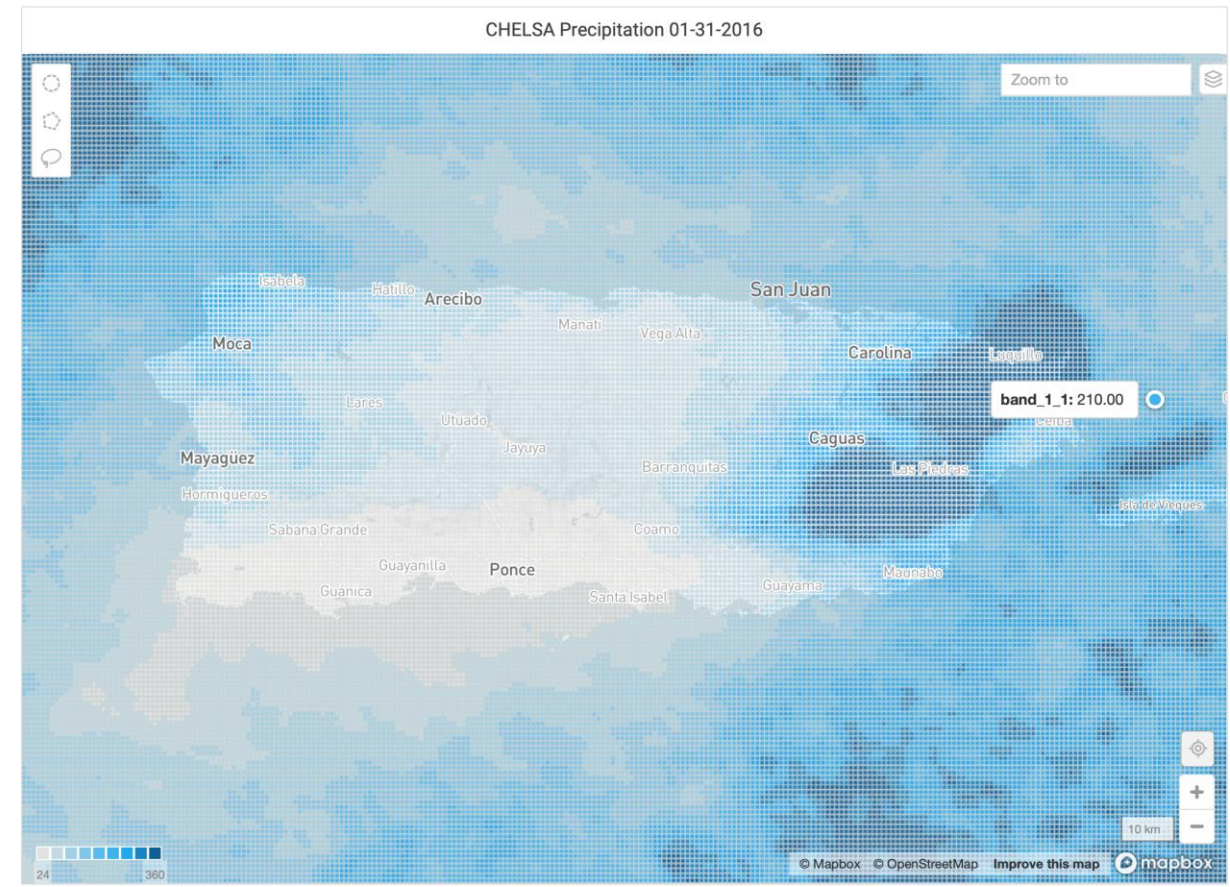 CHELSA Precipitation 01-31-2016
Zoom to
Isabela
Hatillo
Arecibo
San Juan
Manatí
Vega Alta
Moca
Carolina
Luquillo
band_1_1: 210.00
Lares
Utuado
Ceiba
Caguas
Jayuya
Mayagüez
Barranquitas
Las Piedras
Hormigueros
Isla de Vieques
Sabana Grande
Coamo
Guayanilla
Ponce
Maunabo
Guánica
Guayama
Santa Isabel
10 km
24 360
© Mapbox © OpenStreetMap Improve this map mapbox